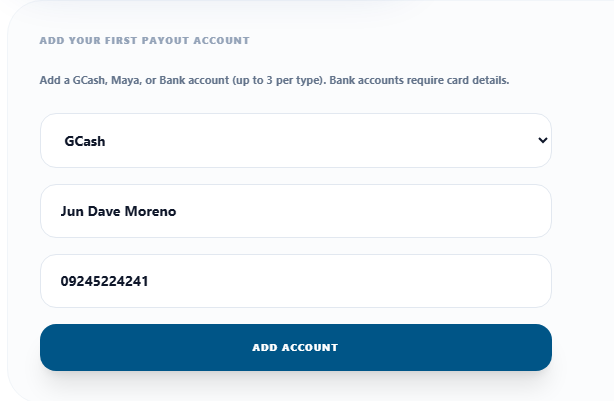 ADD YOUR FIRST PAYOUT ACCOUNT
Add a GCash, Maya, or Bank account (up to 3 per type). Bank accounts require card details.
GCash
Jun Dave Moreno
09245224241
ADD ACCOUNT